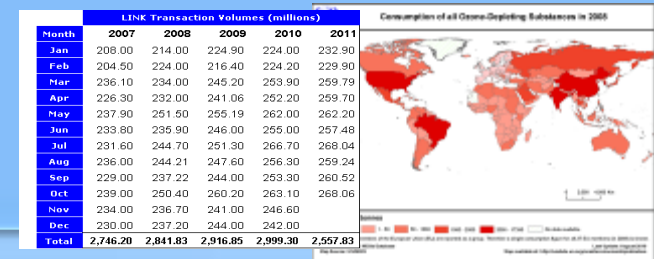 LINK Transaction Volumes (millions)
Month 2007 2008 2009 2010 2011
Jan 208.00 214.00 224.90 224.00 232.90
Feb 204.50 224.00 216.40 224.20 229.90
Mar 236.10 234.00 245.20 253.90 259.79
Apr 226.30 232.00 241.06 252.20 259.70
May 237.90 251.50 255.19 262.00 262.20
Jun 233.80 235.90 246.00 255.00 257.48
Jul 231.60 244.70 251.30 266.70 268.04
Aug 236.00 244.21 247.60 256.30 259.24
Sep 229.00 237.22 244.00 253.30 260.52
Oct 239.00 250.40 260.20 263.10 268.06
Nov 234.00 236.70 241.00 246.60
Dec 230.00 237.20 244.00 242.00
Total 2,746.20 2,841.83 2,916.85 2,999.30 2,557.83
Consumption of all Ozone-Depleting Substances in 2008